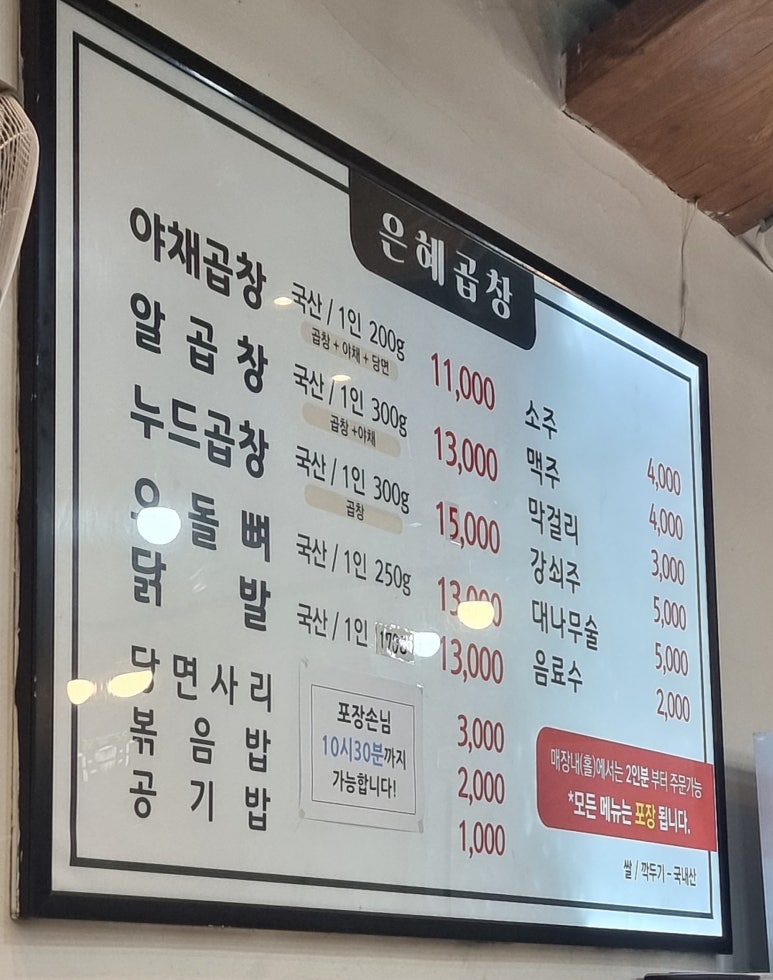 은혜곱창
야채곱창 국산 / 1인 200g 11,000
곱창 + 야채 + 당면
알곱창 국산 / 1인 300g 13,000
곱창 +야채
누드곱창 국산 / 1인 300g 15,000
곱창
오돌뼈 국산 / 1인 250g 13,000
닭발 국산 / 1인 170g 13,000
당면사리 3,000
볶음밥 2,000
공기밥 1,000
포장손님
10시30분까지
가능합니다!
소주 4,000
맥주 4,000
막걸리 3,000
강쇠주 5,000
대나무술 5,000
음료수 2,000
매장내(홀)에서는 2인분 부터 주문가능
*모든 메뉴는 포장 됩니다.
쌀 / 깍두기 - 국내산